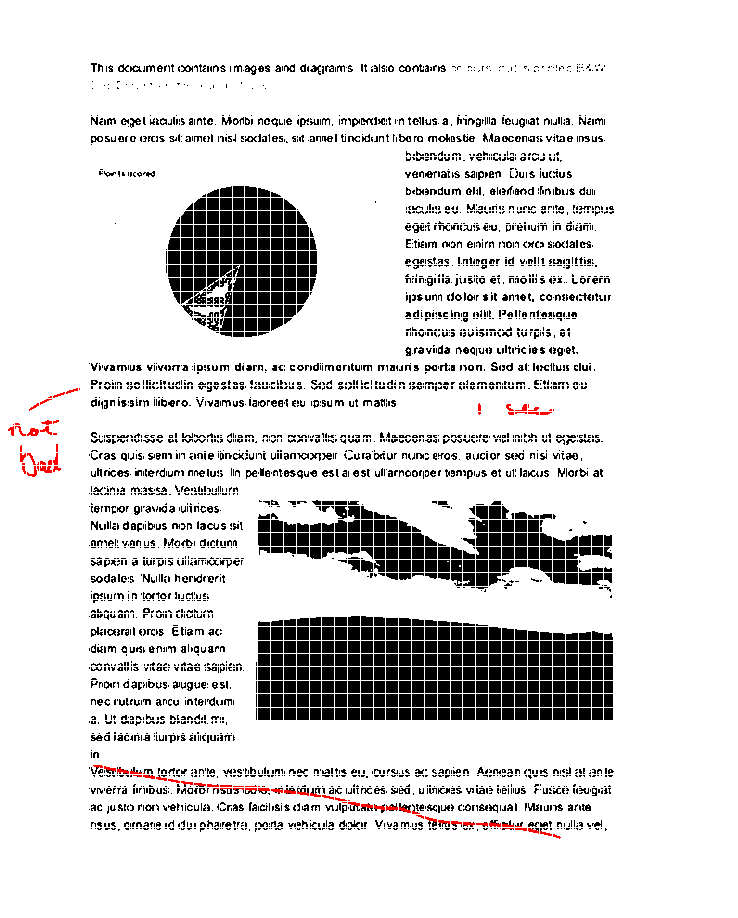 This document contains images and diagrams. It also contains
Nam eget iaculis ante. Morbi neque ipsum, imperdiet in tellus a, fringilla feugiat nulla. Nam
posuere eros sit amet nisl sodales, sit amet tincidunt libero molestie. Maecenas vitae risus
bibendum, vehicula arcu ut,
venenatis sapien. Duis luctus
bibendum elit, eleifend finibus dui
iaculis eu. Mauris nunc ante, tempus
eget rhoncus eu, pretium in diam.
Etiam non enim non orci sodales
egestas. Integer id velit sagittis,
fringilla justo et, mollis ex. Lorem
ipsum dolor sit amet, consectetur
adipiscing elit. Pellentesque
rhoncus euismod turpis, at
gravida neque ultricies eget.
Points scored
Vivamus viverra ipsum diam, ac condimentum mauris porta non. Sed at lectus dui.
Proin sollicitudin egestas faucibus. Sed sollicitudin semper elementum. Etiam eu
dignissim libero. Vivamus laoreet eu ipsum ut mattis.
not
Suspendisse at lobortis diam, non convallis quam. Maecenas posuere vel nibh ut egestas.
Cras quis sem in ante tincidunt ullamcorper. Curabitur nunc eros, auctor sed nisi vitae,
ultrices interdum metus. In pellentesque est a est ullamcorper tempus et ut lacus. Morbi at
lacinia massa. Vestibulum
tempor gravida ultrices.
Nulla dapibus non lacus sit
amet varius. Morbi dictum
sapien a turpis ullamcorper
sodales. Nulla hendrerit
ipsum in tortor luctus
aliquam. Proin dictum
placerat eros. Etiam ac
diam quis enim aliquam
convallis vitae vitae sapien.
Proin dapibus augue est,
nec rutrum arcu interdum
a. Ut dapibus blandit mi,
sed lacinia turpis aliquam
in.
Vestibulum tortor ante, vestibulum nec mattis eu, cursus ac sapien. Aenean quis nisl at ante
viverra finibus. Morbi risus odio, interdum ac ultrices sed, ultricies vitae tellus. Fusce feugiat
ac justo non vehicula. Cras facilisis diam vulputate pellentesque consequat. Mauris ante
risus, ornare id dui pharetra, porta vehicula dolor. Vivamus tellus ex, efficitur eget nulla vel,